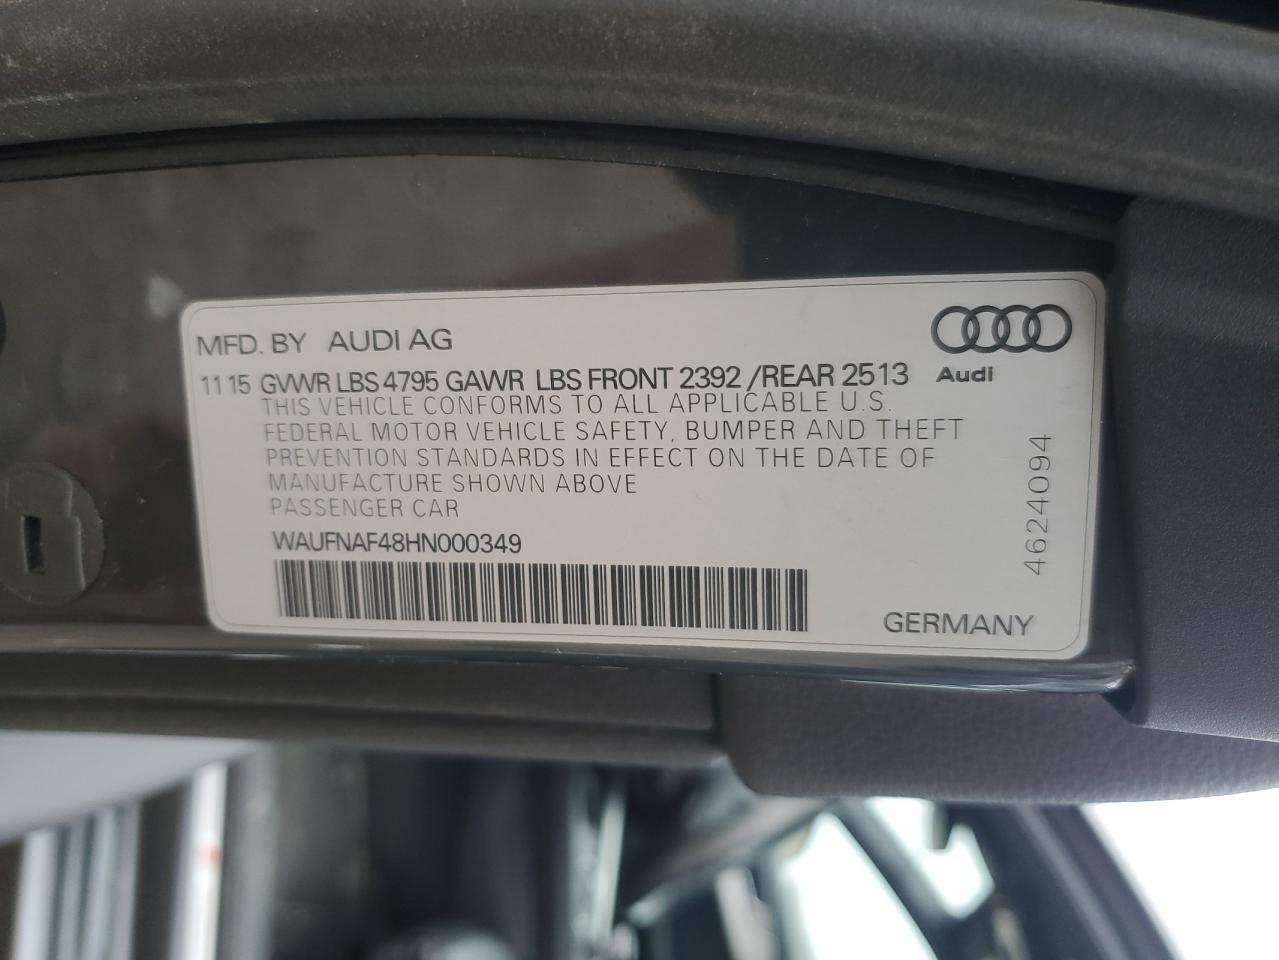 MFD. BY AUDI AG
11 15 GVWR LBS 4795 GAWR LBS FRONT 2392 /REAR 2513
Audi
THIS VEHICLE CONFORMS TO ALL APPLICABLE U.S.
FEDERAL MOTOR VEHICLE SAFETY, BUMPER AND THEFT
PREVENTION STANDARDS IN EFFECT ON THE DATE OF
MANUFACTURE SHOWN ABOVE
PASSENGER CAR
WAUFNAF48HN000349
4624094
GERMANY